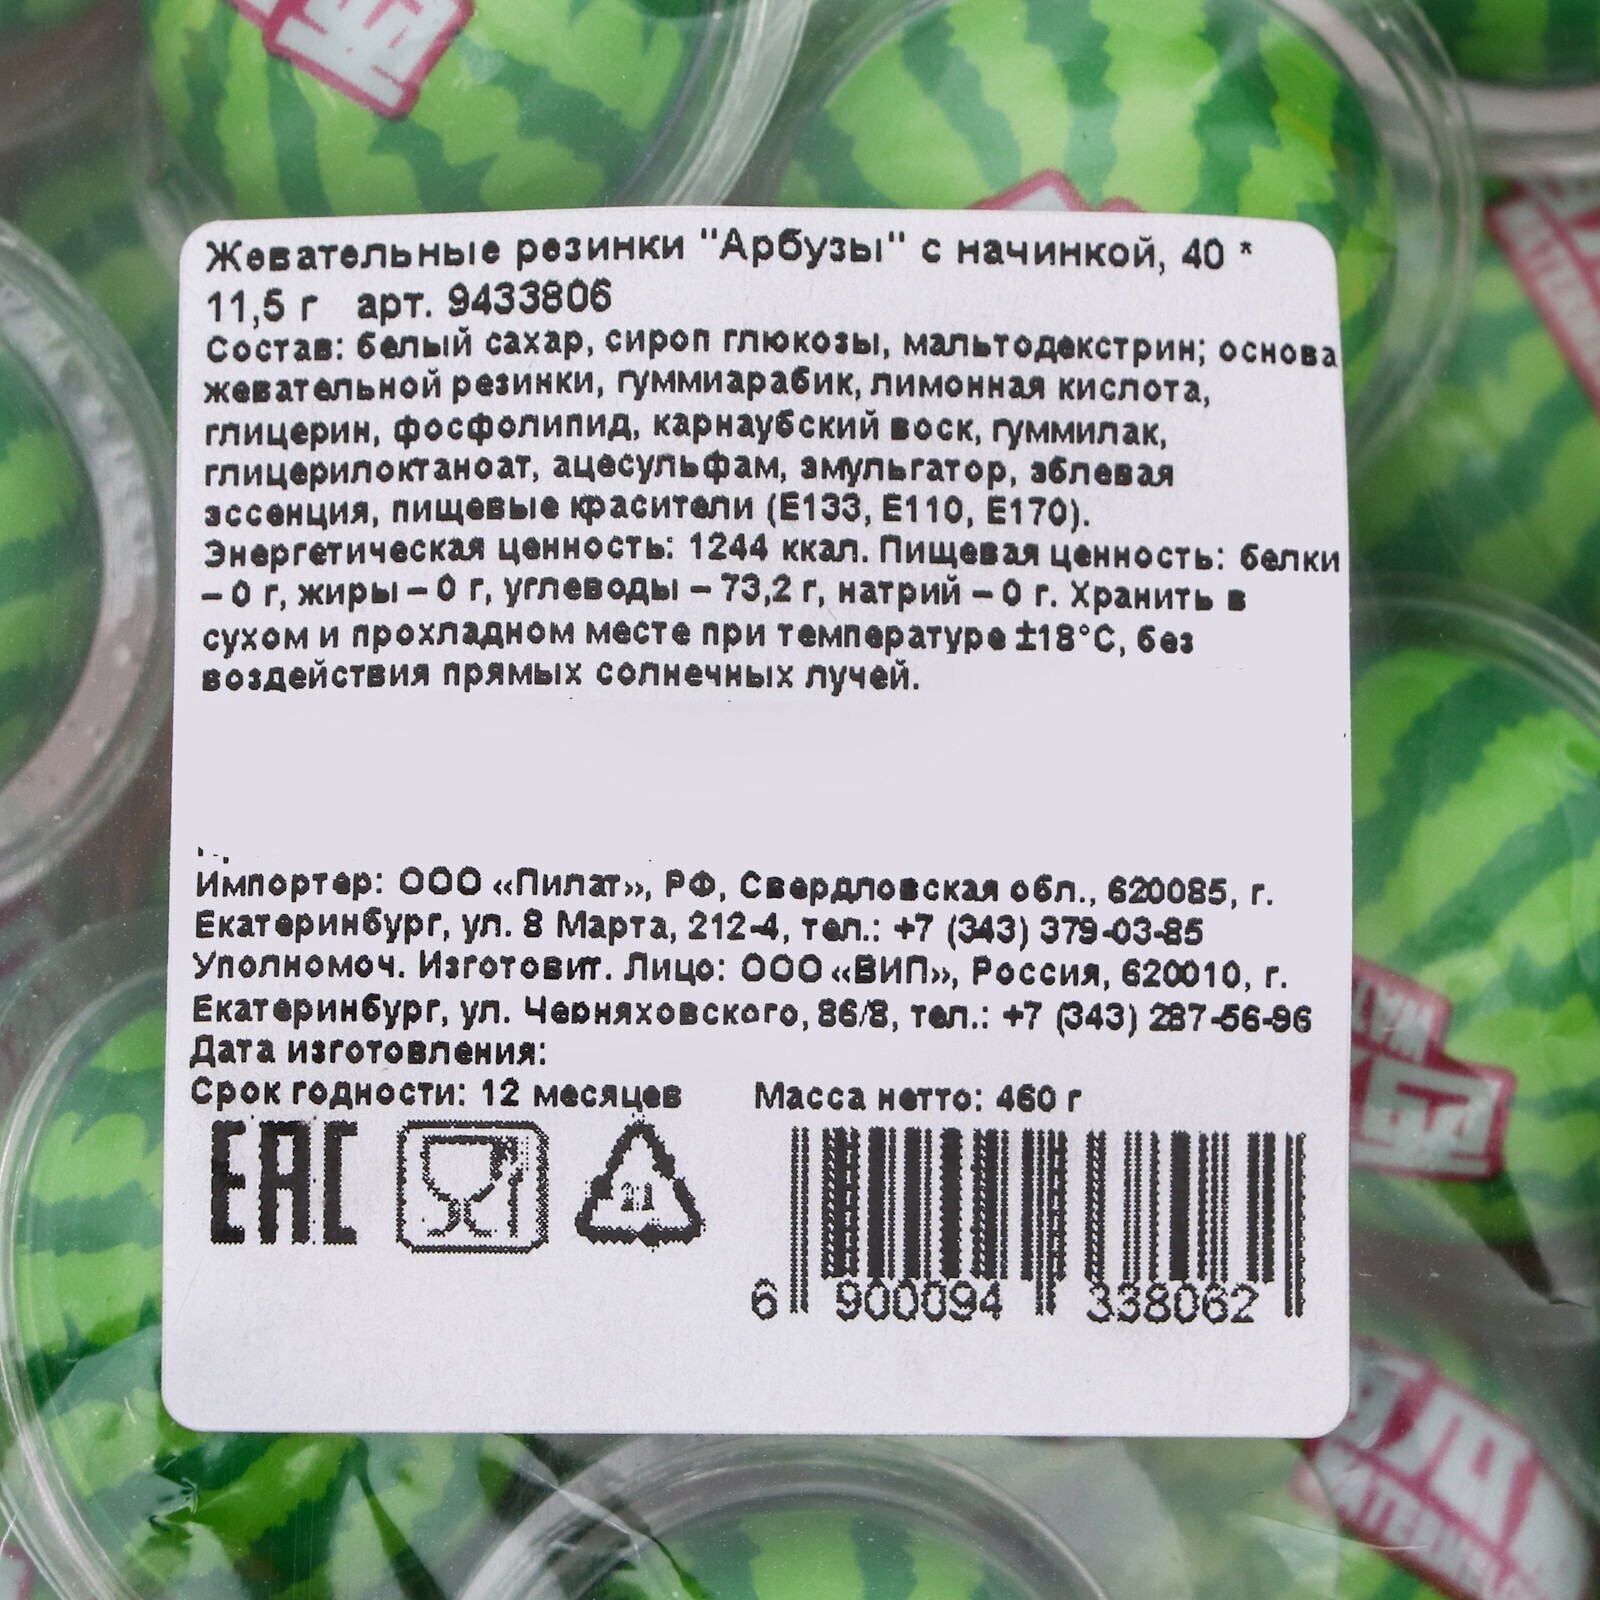 Жевательные резинки "Арбузы" с начинкой, 40 *
11,5 г арт. 9433806
Состав: белый сахар, сироп глюкозы, мальтодекстрин; основа
жевательной резинки, гуммиарабик, лимонная кислота,
глицерин, фосфолипид, карнаубский воск, гуммилак,
глицерилоктаноат, ацесульфам, эмульгатор, эблевая
эссенция, пищевые красители (Е133, Е110, Е170).
Энергетическая ценность: 1244 ккал. Пищевая ценность: белки
– 0 г, жиры – 0 г, углеводы – 73,2 г, натрий – 0 г. Хранить в
сухом и прохладном месте при температуре ±18°С, без
воздействия прямых солнечных лучей.
Импортер: ООО «Пилат», РФ, Свердловская обл., 620085, г.
Екатеринбург, ул. 8 Марта, 212-4, тел.: +7 (343) 379-03-85
Уполномоч. Изготовит. Лицо: ООО «ВИП», Россия, 620010, г.
Екатеринбург, ул. Черняховского, 86/8, тел.: +7 (343) 287-56-96
Дата изготовления:
Срок годности: 12 месяцев Масса нетто: 460 г
EAC
21
6 900094 338062